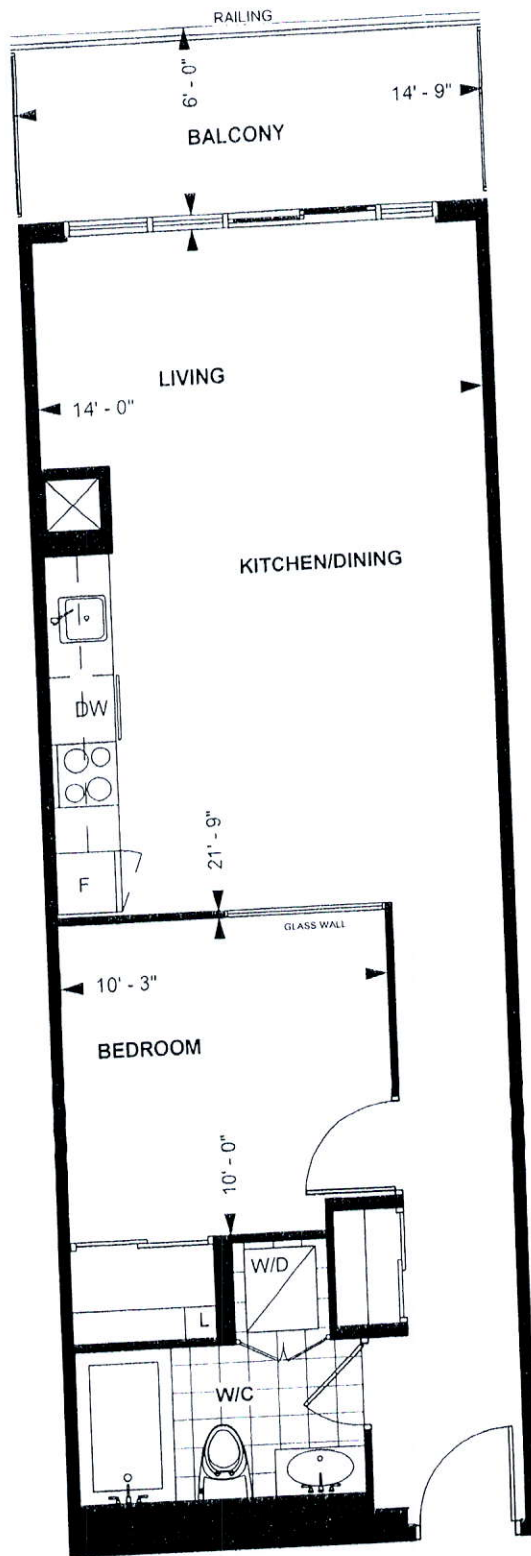 RAILING
6' - 0"
14' - 9"
BALCONY
LIVING
14' - 0"
KITCHEN/DINING
DW
21' - 9"
F
GLASS WALL
10' - 3"
BEDROOM
10' - 0"
W/D
L
W/C